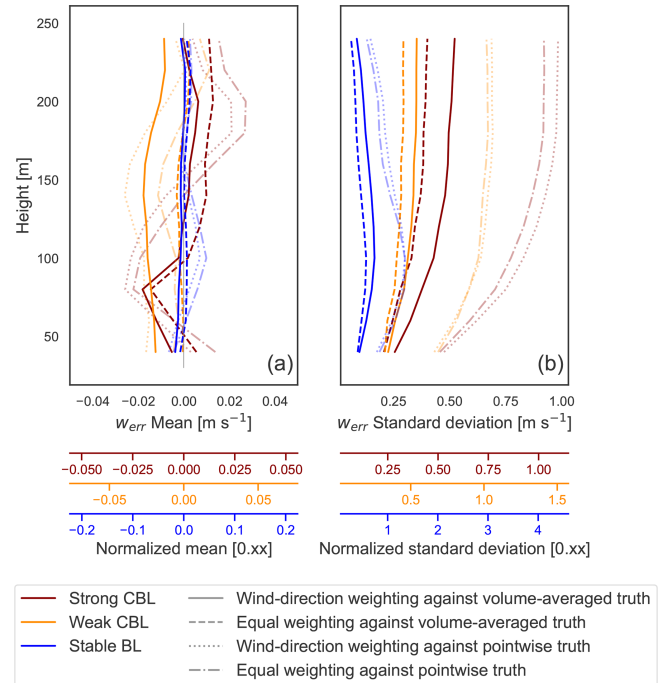 250
200
150
100
50
Height [m]
(a)
(b)
−0.04 −0.02 0.00 0.02 0.04
0.25 0.50 0.75 1.00
w_err Mean [m s⁻¹]
w_err Standard deviation [m s⁻¹]
−0.050 −0.025 0.000 0.025 0.050
0.25 0.50 0.75 1.00
−0.05 0.00 0.05
0.5 1.0 1.5
−0.2 −0.1 0.0 0.1 0.2
1 2 3 4
Normalized mean [0.xx]
Normalized standard deviation [0.xx]
Strong CBL
Weak CBL
Stable BL
Wind-direction weighting against volume-averaged truth
Equal weighting against volume-averaged truth
Wind-direction weighting against pointwise truth
Equal weighting against pointwise truth